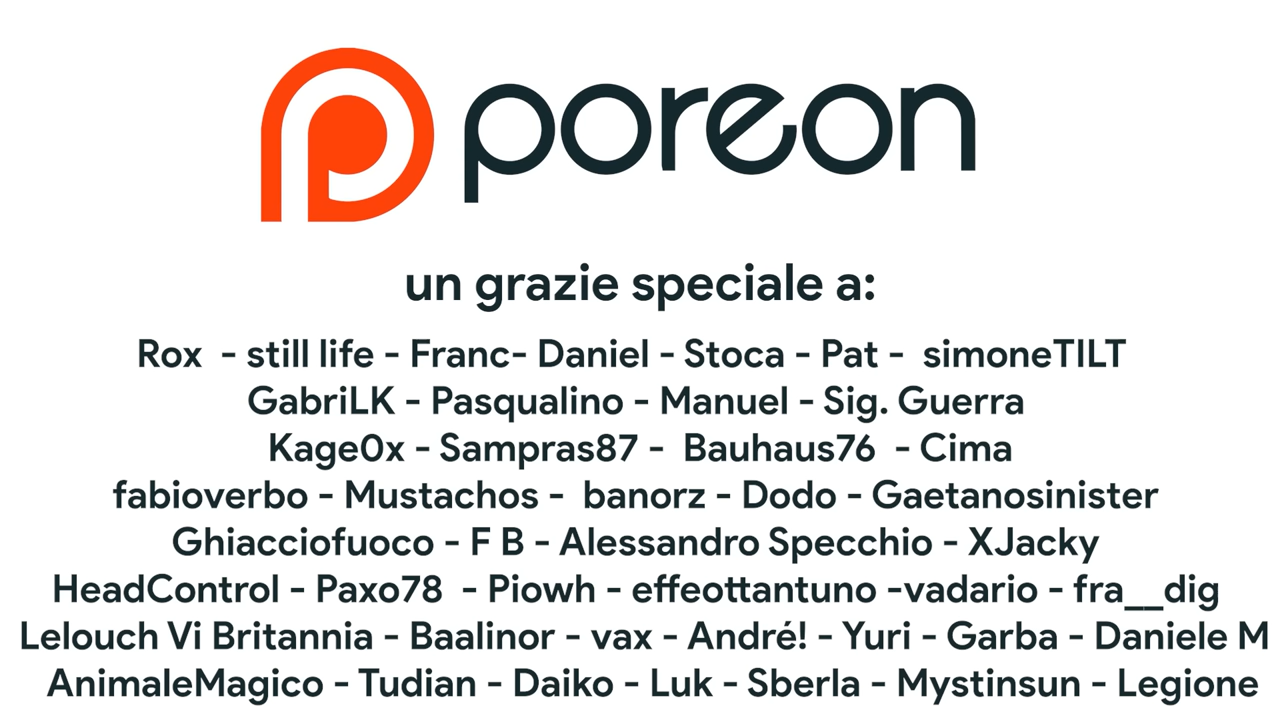 poreon
un grazie speciale a:
Rox - still life - Franc- Daniel - Stoca - Pat - simoneTILT
GabriLK - Pasqualino - Manuel - Sig. Guerra
Kage0x - Sampras87 - Bauhaus76 - Cima
fabioverbo - Mustachos - banorz - Dodo - Gaetanosinister
Ghiacciofuoco - F B - Alessandro Specchio - XJacky
HeadControl - Paxo78 - Piowh - effeottantuno -vadario - fra__dig
Lelouch Vi Britannia - Baalinor - vax - André! - Yuri - Garba - Daniele M
AnimaleMagico - Tudian - Daiko - Luk - Sberla - Mystinsun - Legione